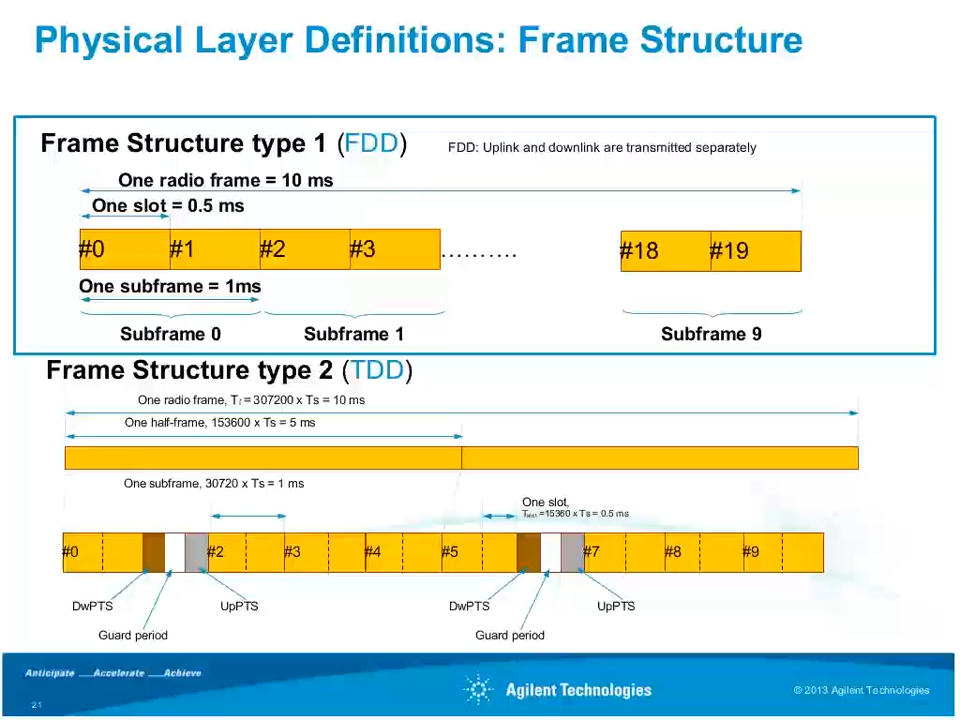 Physical Layer Definitions: Frame Structure
Frame Structure type 1 (FDD)
FDD: Uplink and downlink are transmitted separately
One radio frame = 10 ms
One slot = 0.5 ms
#0 #1 #2 #3 ………. #18 #19
One subframe = 1ms
Subframe 0 Subframe 1 Subframe 9
Frame Structure type 2 (TDD)
One radio frame, Tf = 307200 x Ts = 10 ms
One half-frame, 153600 x Ts = 5 ms
One subframe, 30720 x Ts = 1 ms
One slot,
Tslot =15360 x Ts = 0.5 ms
#0 #2 #3 #4 #5 #7 #8 #9
DwPTS UpPTS DwPTS UpPTS
Guard period Guard period
Anticipate __Accelerate __Achieve
Agilent Technologies
© 2013 Agilent Technologies
21